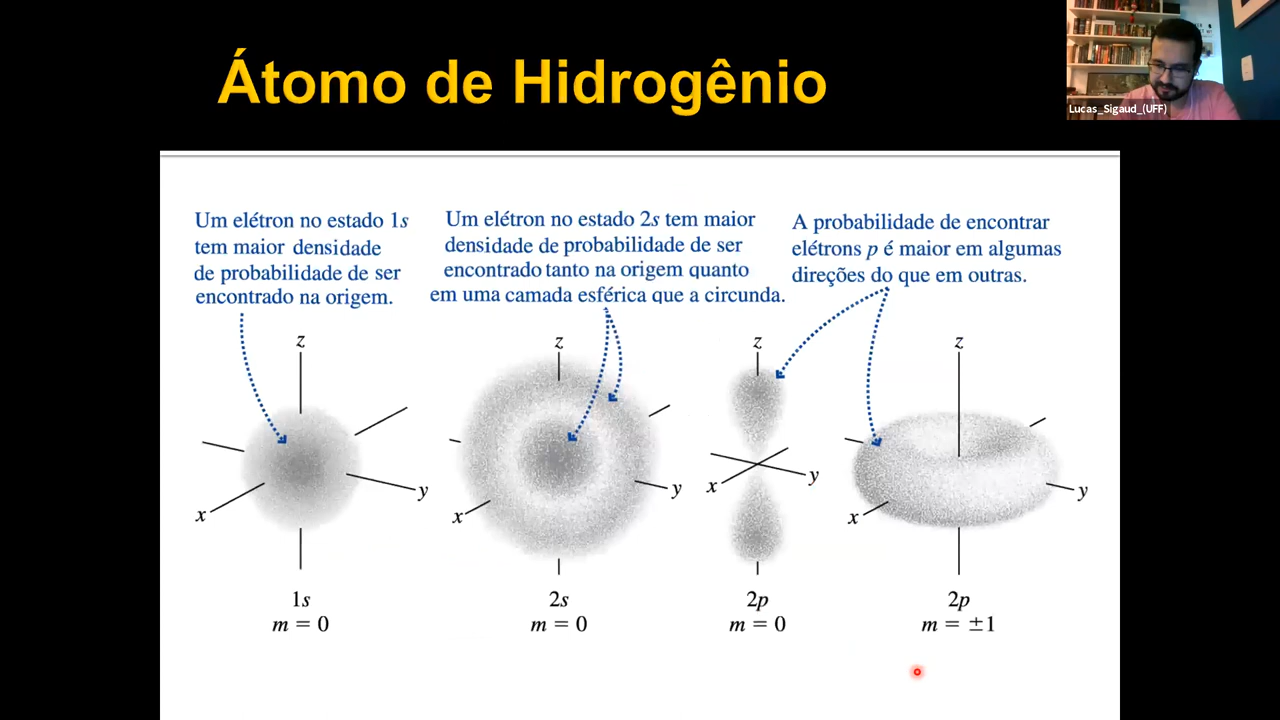 Átomo de Hidrogênio
Lucas_Sigaud_(UFF)
Um elétron no estado 1s
tem maior densidade
de probabilidade de ser
encontrado na origem.
Um elétron no estado 2s tem maior
densidade de probabilidade de ser
encontrado tanto na origem quanto
em uma camada esférica que a circunda.
A probabilidade de encontrar
elétrons p é maior em algumas
direções do que em outras.
z
y
x
1s
m = 0
z
y
x
2s
m = 0
z
y
x
2p
m = 0
z
y
x
2p
m = ±1